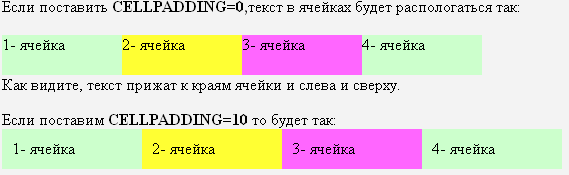 Если поставить CELLPADDING=0,текст в ячейках будет распологаться так:
1- ячейка 2- ячейка 3- ячейка 4- ячейка
Как видите, текст прижат к краям ячейки и слева и сверху.
Если поставим CELLPADDING=10 то будет так:
1- ячейка 2- ячейка 3- ячейка 4- ячейка